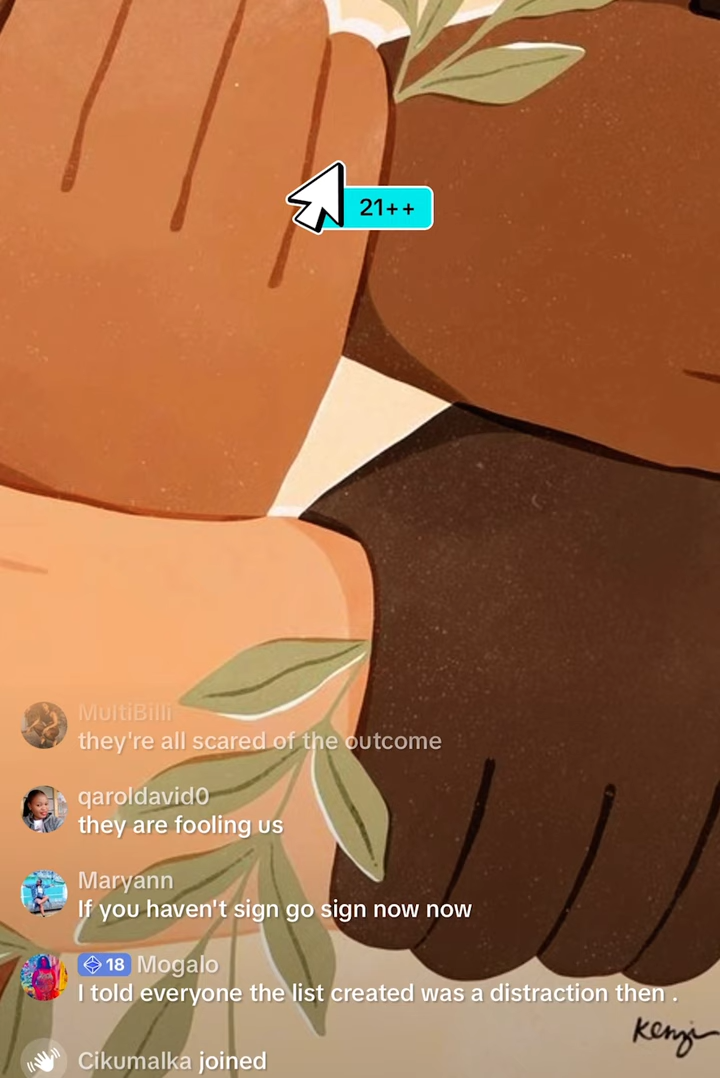 21++
MultiBilli
they're all scared of the outcome
qaroldavid0
they are fooling us
Maryann
If you haven't sign go sign now now
18 Mogalo
I told everyone the list created was a distraction then .
Kenzi
Cikumalka joined